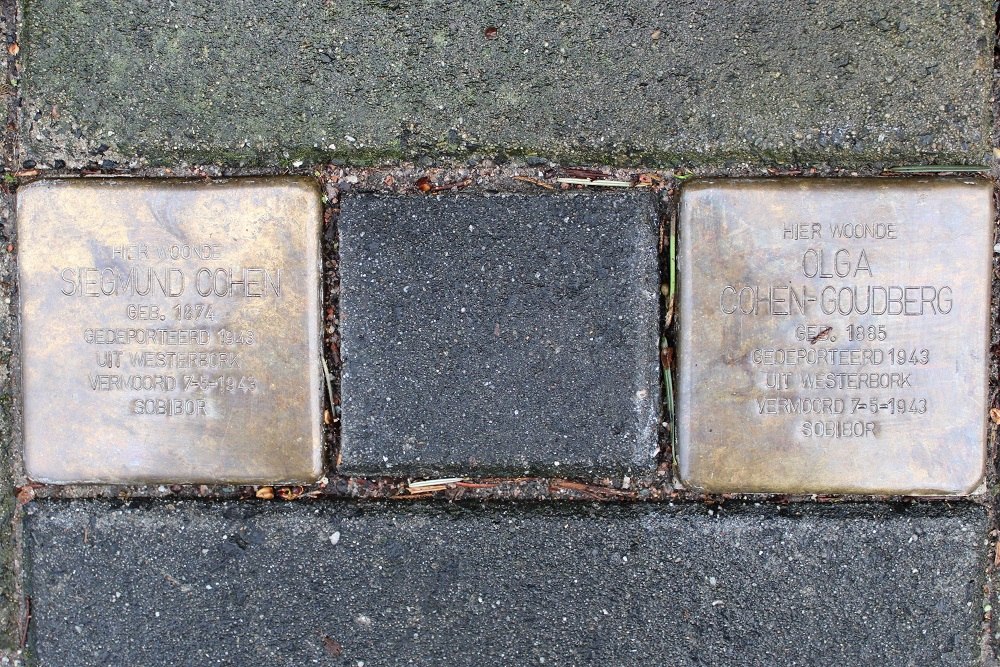 HIER WOONDE
SIEGMUND COHEN
GEB. 1874
GEDEPORTEERD 1943
UIT WESTERBORK
VERMOORD 7-5-1943
SOBIBOR
HIER WOONDE
OLGA
COHEN-GOUDBERG
GEB. 1885
GEDEPORTEERD 1943
UIT WESTERBORK
VERMOORD 7-5-1943
SOBIBOR